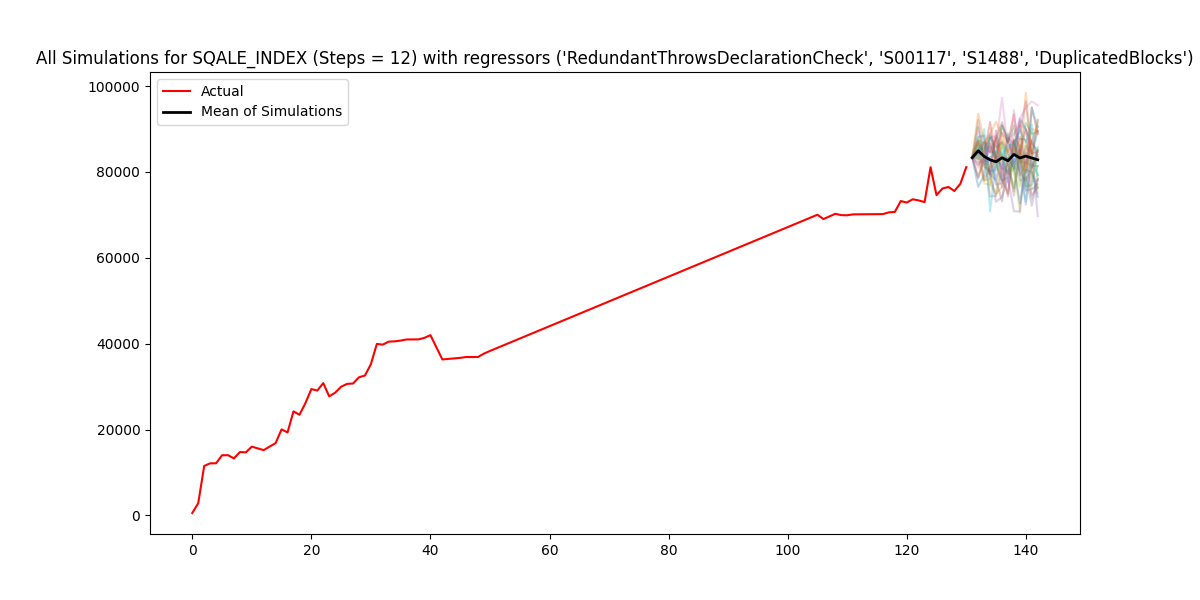 All Simulations for SQALE_INDEX (Steps = 12) with regressors ('RedundantThrowsDeclarationCheck', 'S00117', 'S1488', 'DuplicatedBlocks')
Actual
Mean of Simulations
100000
80000
60000
40000
20000
0
0 20 40 60 80 100 120 140